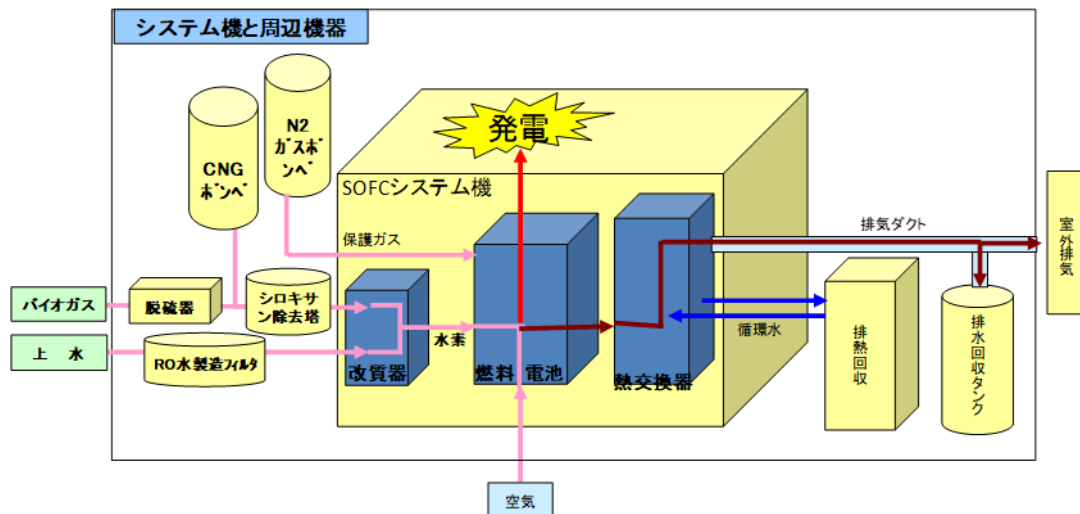 システム機と周辺機器
N2
ガスボ
ンベ
CNG
ボンベ
発電
SOFCシステム機
保護ガス
排気ダクト
室外排気
バイオガス
脱硫器
シロキサ
ン除去塔
水素
循環水
上 水
RO水製造フィルタ
改質器
燃料 電池
熱交換器
排熱回収
排水回収タンク
空気